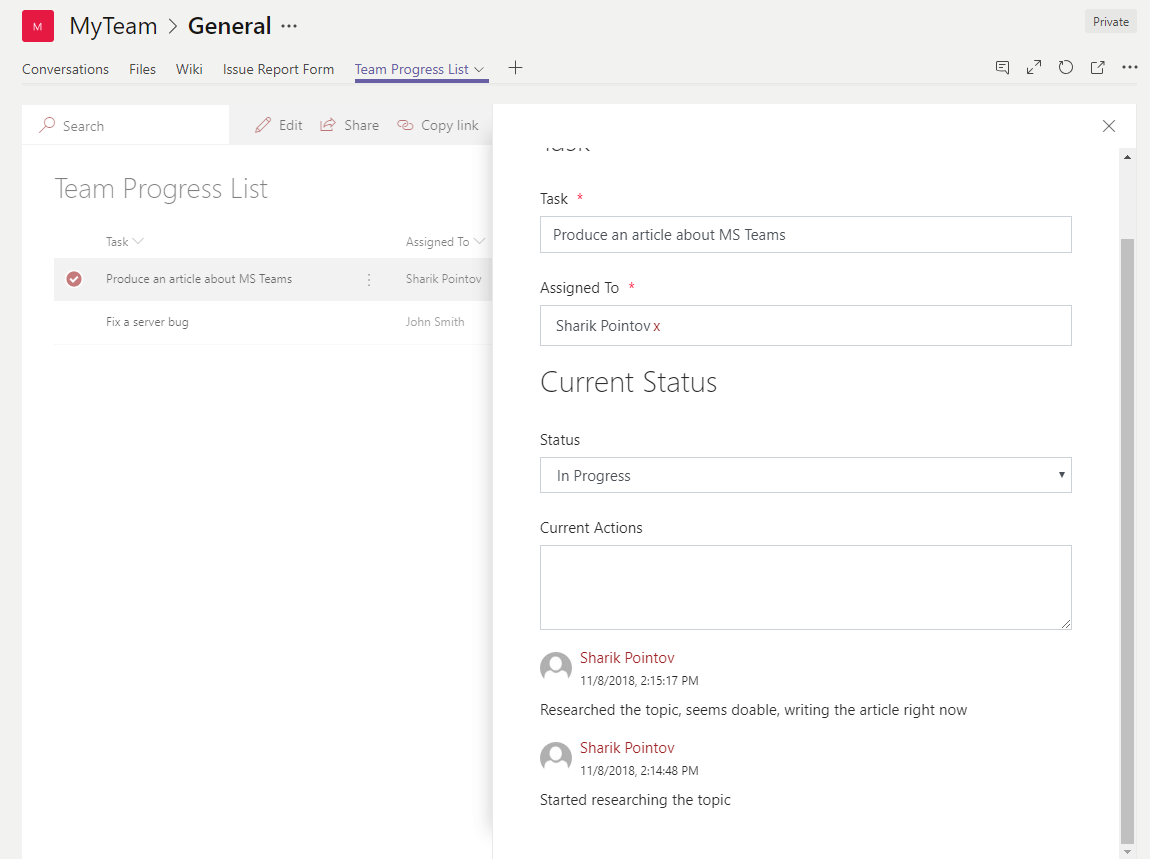 M MyTeam > General ···
Private
Conversations Files Wiki Issue Report Form Team Progress List
Search Edit Share Copy link
Team Progress List
Task Assigned To
Produce an article about MS Teams Sharik Pointov
Fix a server bug John Smith
Task
Task *
Produce an article about MS Teams
Assigned To *
Sharik Pointov x
Current Status
Status
In Progress
Current Actions
Sharik Pointov
11/8/2018, 2:15:17 PM
Researched the topic, seems doable, writing the article right now
Sharik Pointov
11/8/2018, 2:14:48 PM
Started researching the topic